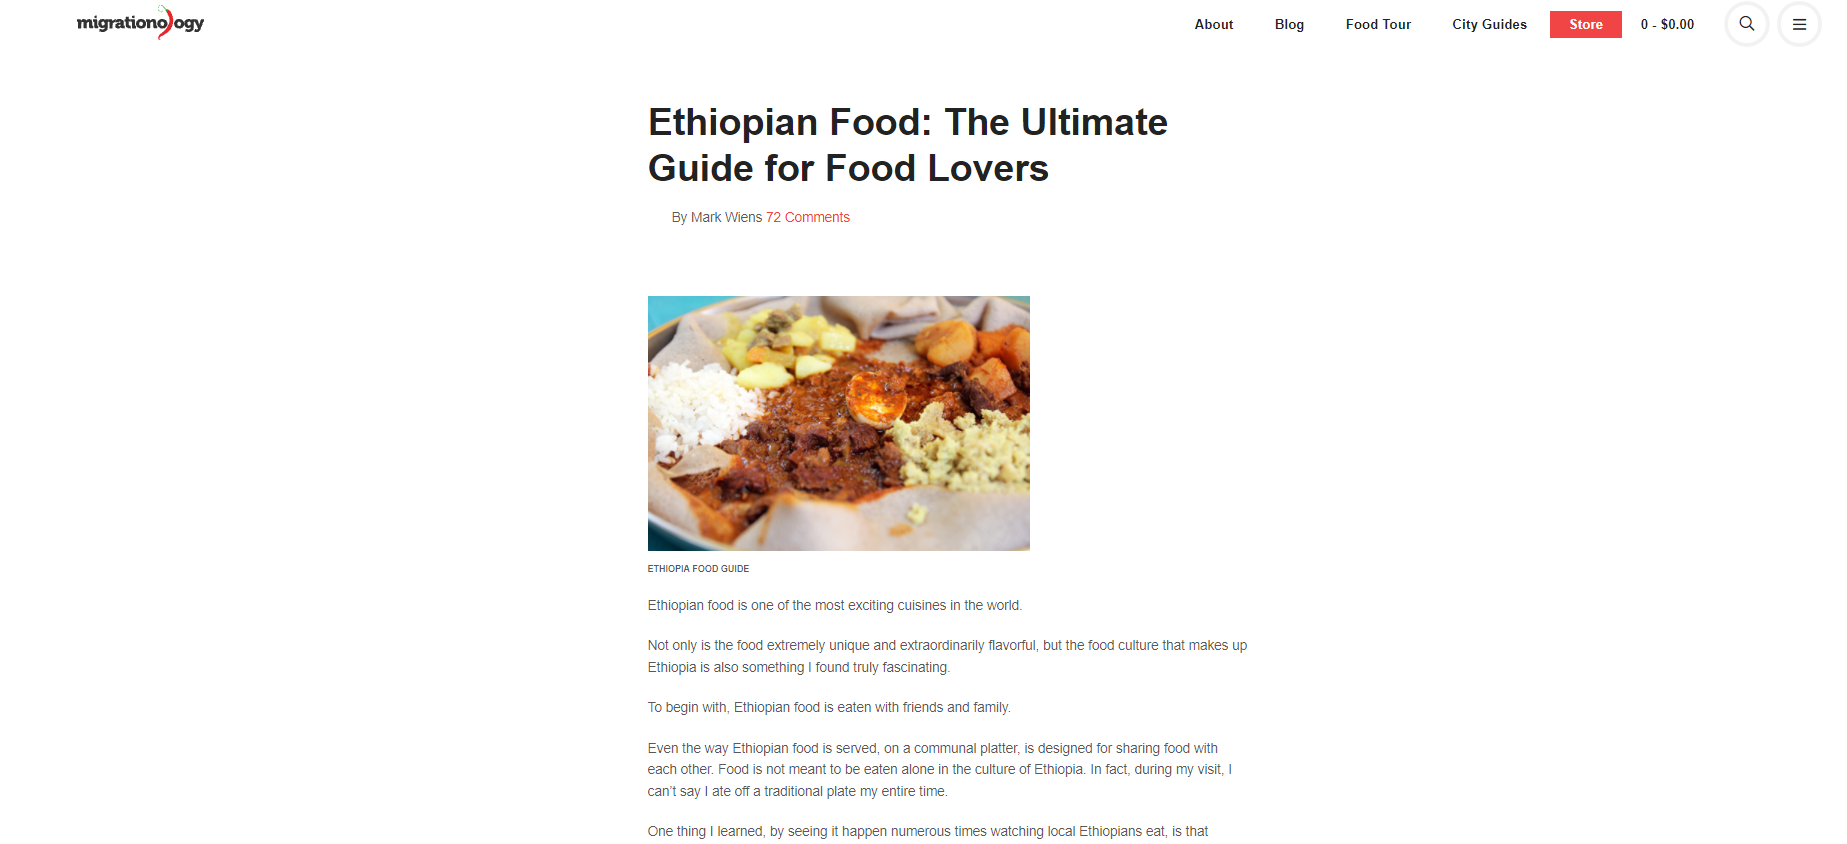 migrationology
About Blog Food Tour City Guides Store 0 - $0.00
Ethiopian Food: The Ultimate
Guide for Food Lovers
By Mark Wiens 72 Comments
ETHIOPIA FOOD GUIDE
Ethiopian food is one of the most exciting cuisines in the world.
Not only is the food extremely unique and extraordinarily flavorful, but the food culture that makes up
Ethiopia is also something I found truly fascinating.
To begin with, Ethiopian food is eaten with friends and family.
Even the way Ethiopian food is served, on a communal platter, is designed for sharing food with
each other. Food is not meant to be eaten alone in the culture of Ethiopia. In fact, during my visit, I
can’t say I ate off a traditional plate my entire time.
One thing I learned, by seeing it happen numerous times watching local Ethiopians eat, is that